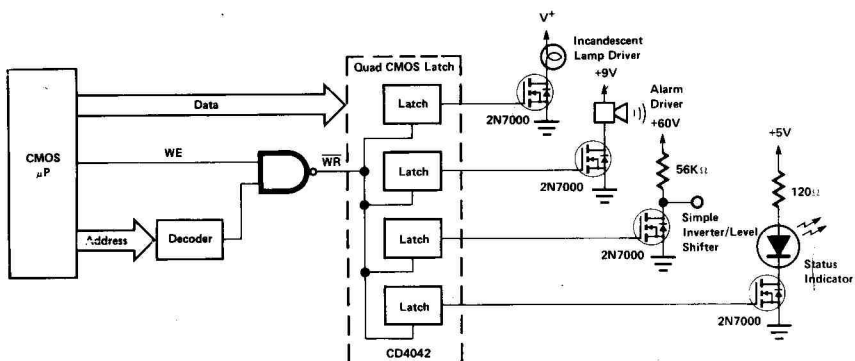 CMOS
μP
Data
WE
Address
Decoder
WR
Quad CMOS Latch
Latch
Latch
Latch
Latch
CD4042
V+
Incandescent
Lamp Driver
2N7000
+9V
Alarm
Driver
2N7000
+60V
56KΩ
Simple
Inverter/Level
Shifter
2N7000
+5V
120Ω
Status
Indicator
2N7000